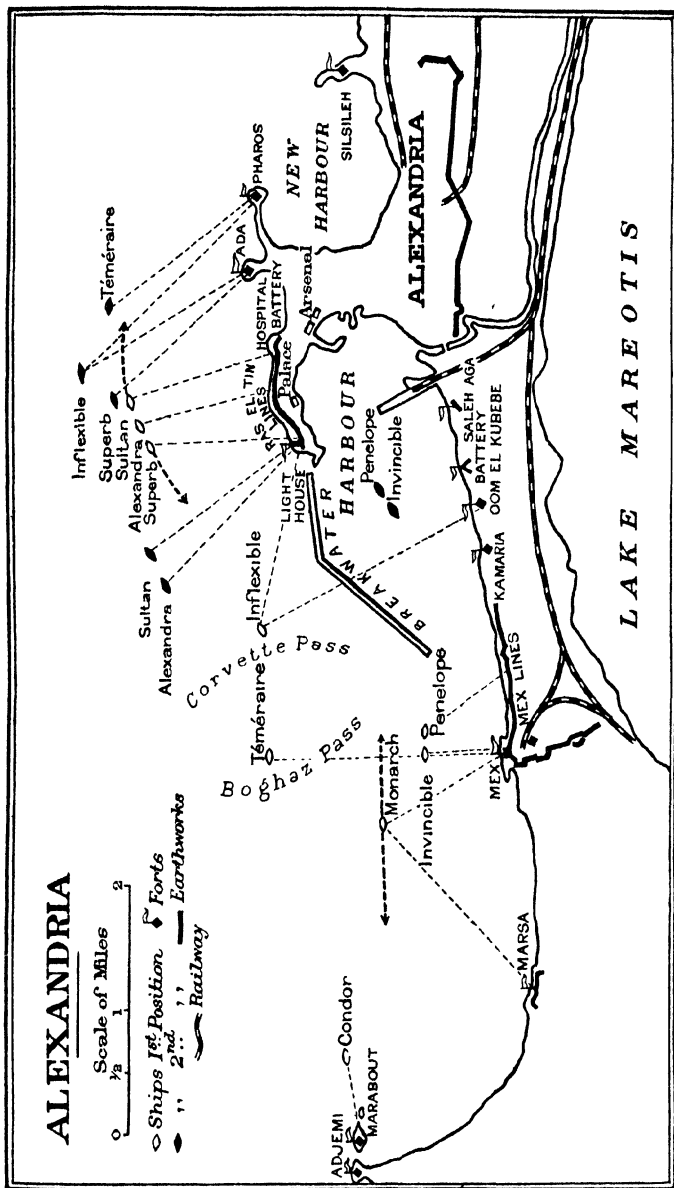 ALEXANDRIA
Scale of Miles
0 ½ 1 2
Ships 1st Position Forts
,, 2nd ,, ,, Earthworks
Railway
ADJEMI
MARABOUT
Condor
MARSA
Monarch
Invincible
Penelope
MEX
MEX LINES
Boghaz Pass
Téméraire
Corvette Pass
Inflexible
Alexandra
Sultan
Superb
Alexandra
Sultan
Superb
Inflexible
Téméraire
LIGHT
HOUSE
RAS EL TIN
LINES
Palace
HOSPITAL
BATTERY
Arsenal
ADA
PHAROS
NEW
HARBOUR
SILSILEH
BREAKWATER
HARBOUR
Penelope
Invincible
KAMARIA
OOM EL KUBEBE
BATTERY
SALEH AGA
ALEXANDRIA
LAKE MAREOTIS